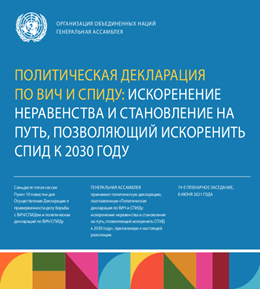 ОРГАНИЗАЦИЯ ОБЪЕДИНЕННЫХ НАЦИЙ
ГЕНЕРАЛЬНАЯ АССАМБЛЕЯ
ПОЛИТИЧЕСКАЯ ДЕКЛАРАЦИЯ
ПО ВИЧ И СПИДУ: ИСКОРЕНЕНИЕ
НЕРАВЕНСТВА И СТАНОВЛЕНИЕ НА
ПУТЬ, ПОЗВОЛЯЮЩИЙ ИСКОРЕНИТЬ
СПИД К 2030 ГОДУ
Семьдесят пятая сессия
Пункт 10 повестки дня
Осуществление Декларации о
приверженности делу борьбы
с ВИЧ/СПИДом и политических
деклараций по ВИЧ/СПИДу
ГЕНЕРАЛЬНАЯ АССАМБЛЕЯ
принимает политическую декларацию,
озаглавленную «Политическая
декларация по ВИЧ и СПИДу:
искоренение неравенства и становление
на путь, позволяющий искоренить СПИД
к 2030 году», приложенную к настоящей
резолюции.
74-Е ПЛЕНАРНОЕ ЗАСЕДАНИЕ,
8 ИЮНЯ 2021 ГОДА